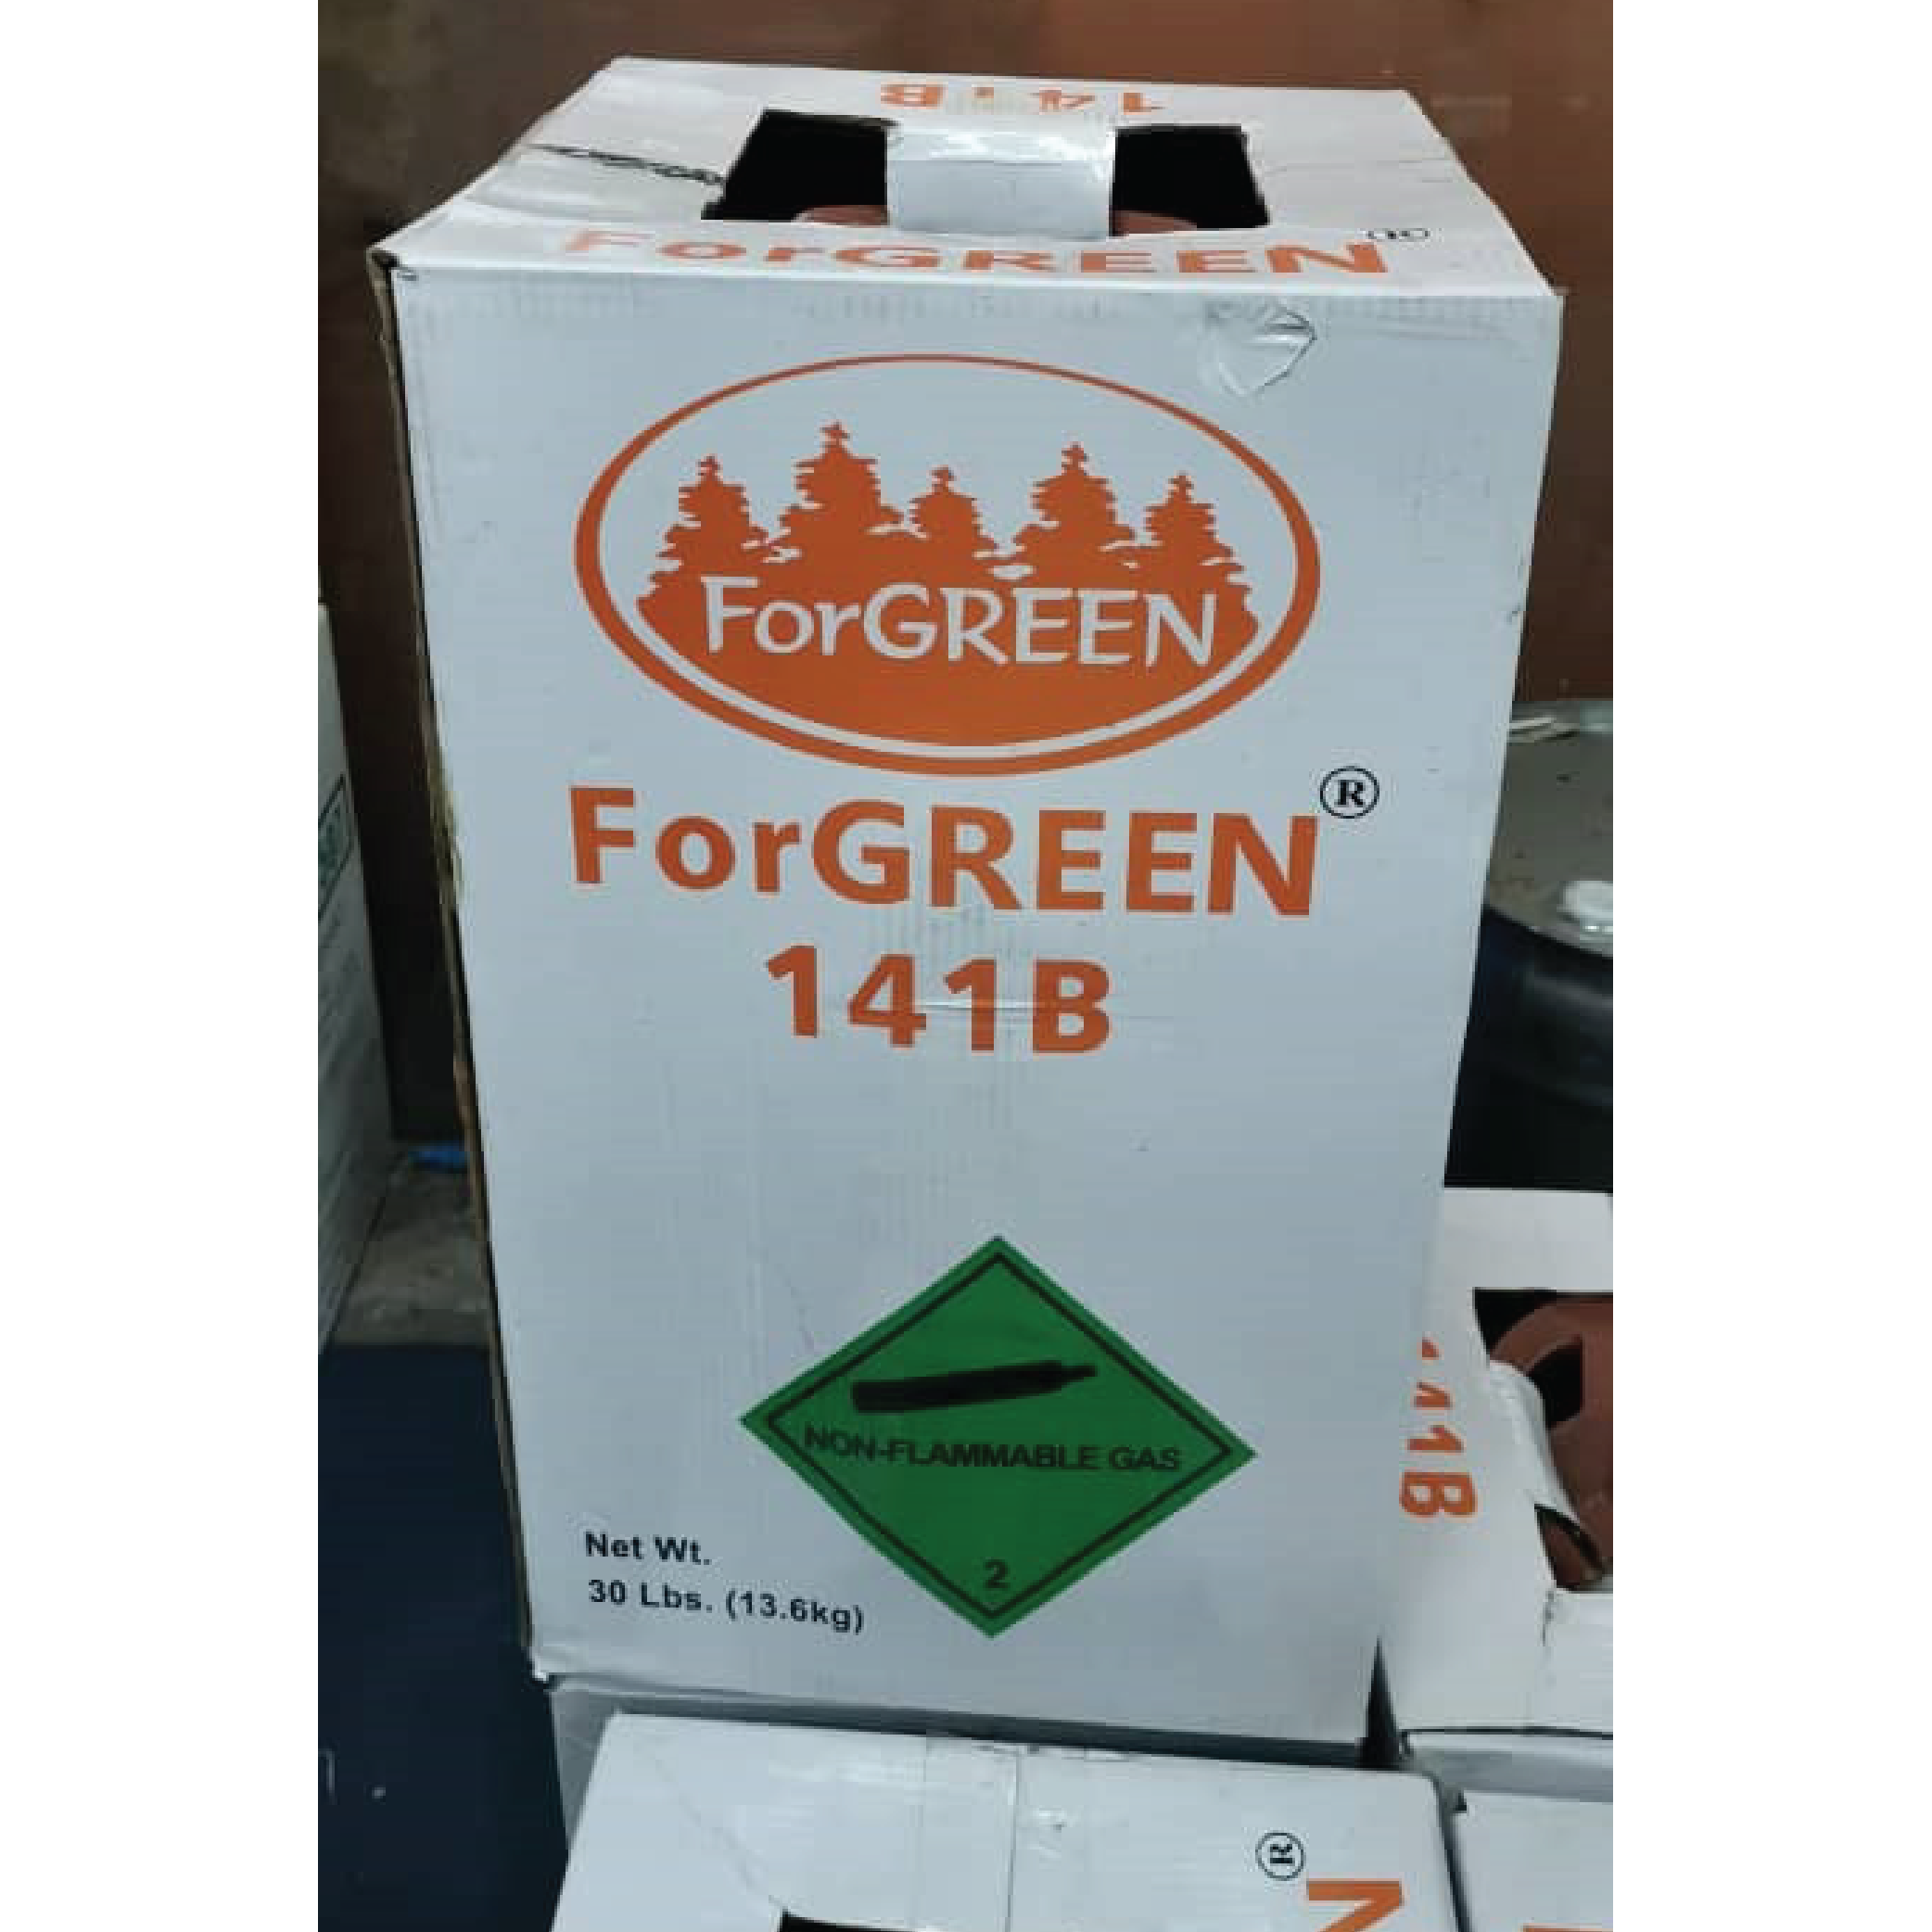 141B
ForGREEN®
ForGREEN
ForGREEN®
141B
NON-FLAMMABLE GAS
2
Net Wt.
30 Lbs. (13.6kg)
141B
®
N